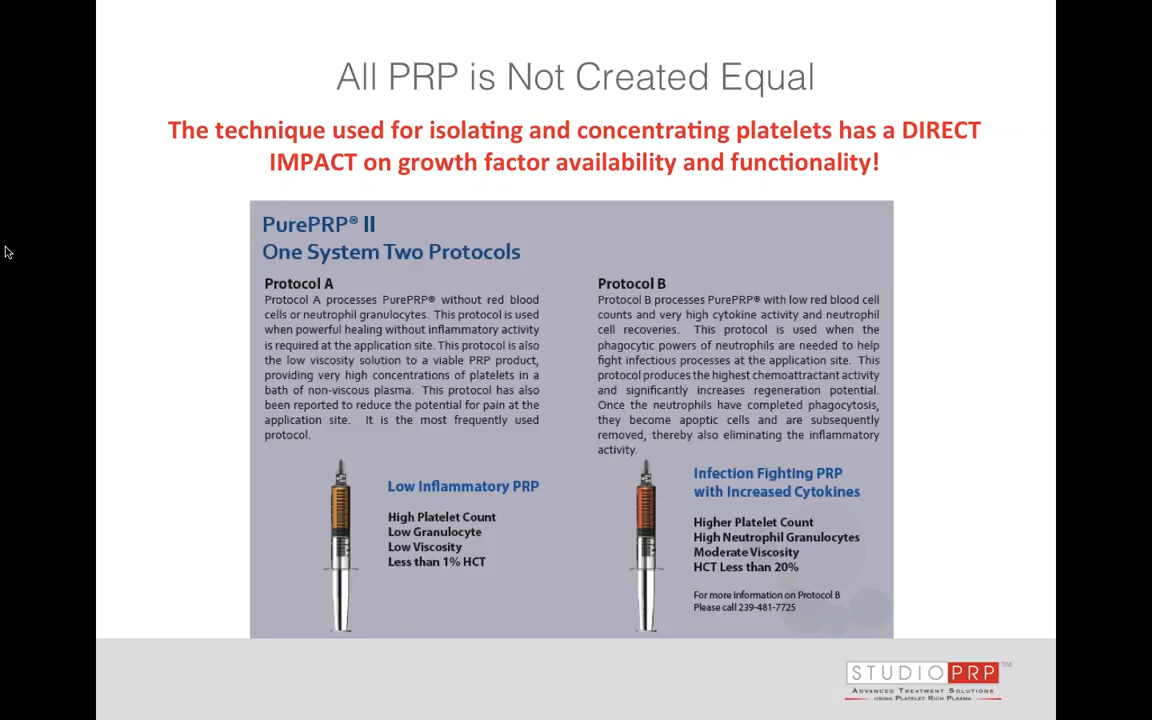 All PRP is Not Created Equal
The technique used for isolating and concentrating platelets has a DIRECT
IMPACT on growth factor availability and functionality!
PurePRP® II
One System Two Protocols
Protocol A
Protocol A processes PurePRP® without red blood
cells or neutrophil granulocytes. This protocol is used
when powerful healing without inflammatory activity
is required at the application site. This protocol is also
the low viscosity solution to a viable PRP product,
providing very high concentrations of platelets in a
bath of non-viscous plasma. This protocol has also
been reported to reduce the potential for pain at the
application site. It is the most frequently used
protocol.
Low Inflammatory PRP
High Platelet Count
Low Granulocyte
Low Viscosity
Less than 1% HCT
Protocol B
Protocol B processes PurePRP® with low red blood cell
counts and very high cytokine activity and neutrophil
cell recoveries. This protocol is used when the
phagocytic powers of neutrophils are needed to help
fight infectious processes at the application site. This
protocol produces the highest chemoattractant activity
and significantly increases regeneration potential.
Once the neutrophils have completed phagocytosis,
they become apoptic cells and are subsequently
removed, thereby also eliminating the inflammatory
activity.
Infection Fighting PRP
with Increased Cytokines
Higher Platelet Count
High Neutrophil Granulocytes
Moderate Viscosity
HCT Less than 20%
For more information on Protocol B
Please call 239-481-7725
STUDIO PRP™
ADVANCED TREATMENT SOLUTIONS
USING PLATELET RICH PLASMA